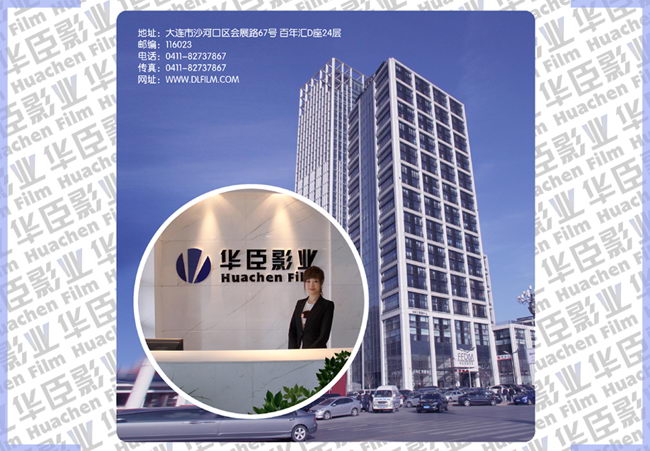 地址：大连市沙河口区会展路67号 百年汇D座24层
邮编：116023
电话：0411-82737867
传真：0411-82737867
网址：WWW.DLFILM.COM
华臣影业
Huachen Film